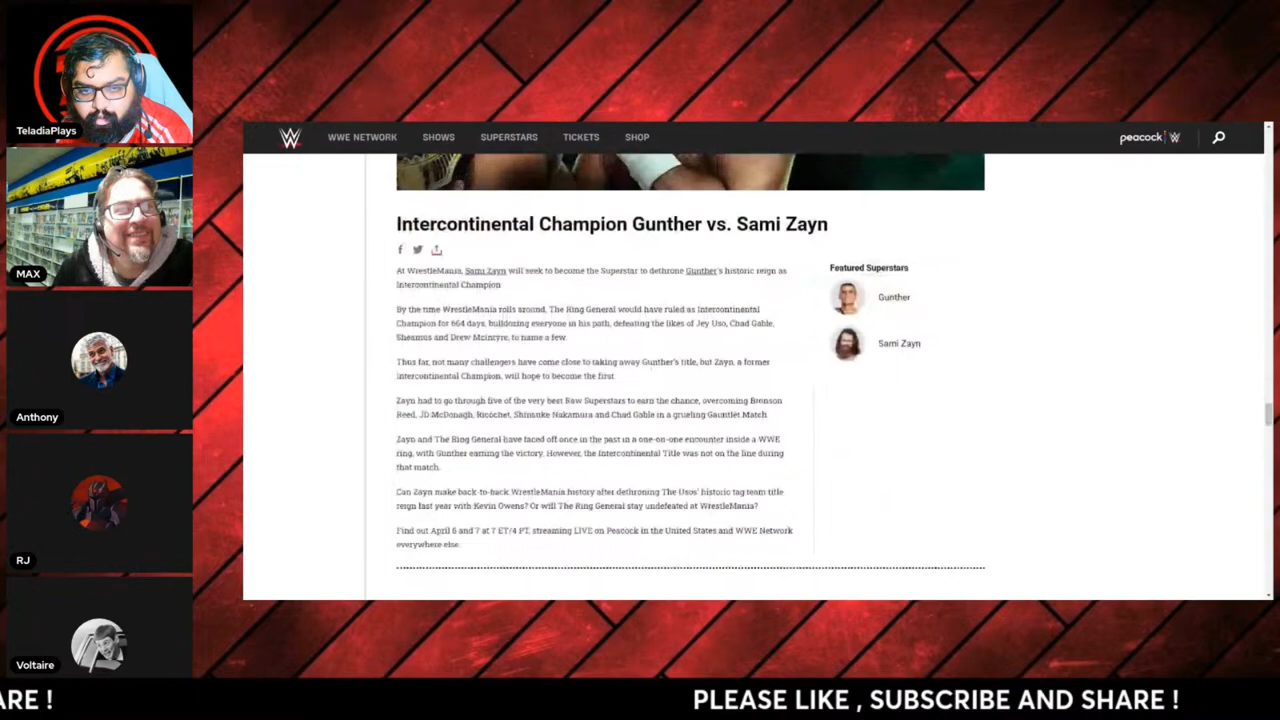 TeladiaPlays
MAX
Anthony
RJ
Voltaire
WWE NETWORK SHOWS SUPERSTARS TICKETS SHOP peacock W
Intercontinental Champion Gunther vs. Sami Zayn
At WrestleMania, Sami Zayn will seek to become the Superstar to dethrone Gunther's historic reign as
Intercontinental Champion
By the time WrestleMania rolls around, The Ring General would have ruled as Intercontinental
Champion for 664 days, bulldozing everyone in his path, defeating the likes of Jey Uso, Chad Gable,
Sheamus and Drew McIntyre, to name a few.
Thus far, not many challengers have come close to taking away Gunther's title, but Zayn, a former
Intercontinental Champion, will hope to become the first.
Zayn had to go through five of the very best Raw Superstars to earn the chance, overcoming Bronson
Reed, JD McDonagh, Ricochet, Shinsuke Nakamura and Chad Gable in a grueling Gauntlet Match
Zayn and The Ring General have faced off once in the past in a one-on-one encounter inside a WWE
ring, with Gunther earning the victory. However, the Intercontinental Title was not on the line during
that match.
Can Zayn make back-to-back WrestleMania history after dethroning The Usos' historic tag team title
reign last year with Kevin Owens? Or will The Ring General stay undefeated at WrestleMania?
Find out April 6 and 7 at 7 ET/4 PT, streaming LIVE on Peacock in the United States and WWE Network
everywhere else.
Featured Superstars
Gunther
Sami Zayn
ARE ! PLEASE LIKE , SUBSCRIBE AND SHARE !